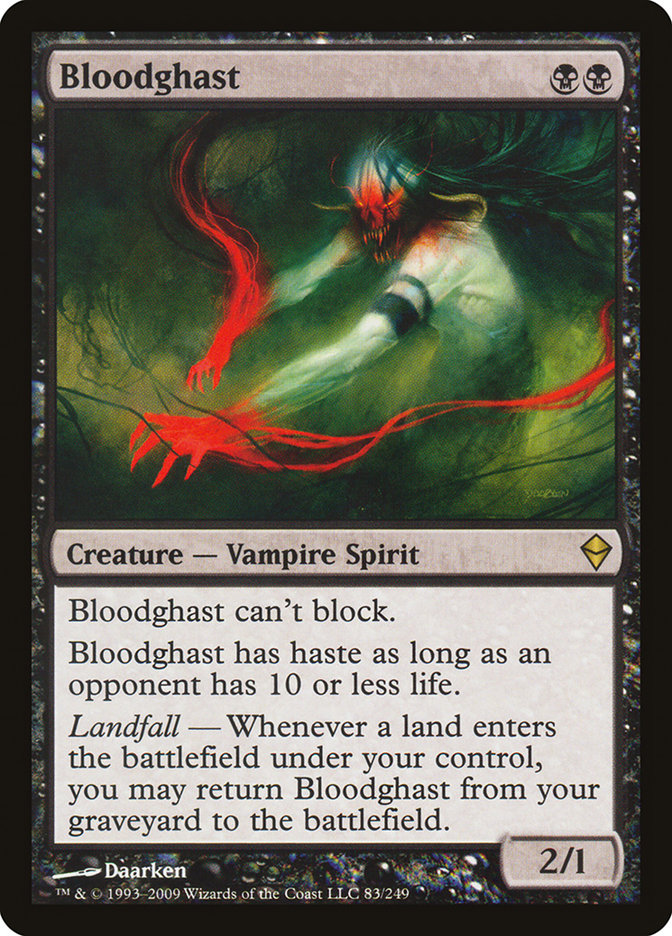 Bloodghast
DAARKEN
Creature — Vampire Spirit
Bloodghast can't block.
Bloodghast has haste as long as an
opponent has 10 or less life.
Landfall — Whenever a land enters
the battlefield under your control,
you may return Bloodghast from your
graveyard to the battlefield.
2/1
Daarken
™ & © 1993–2009 Wizards of the Coast LLC 83/249